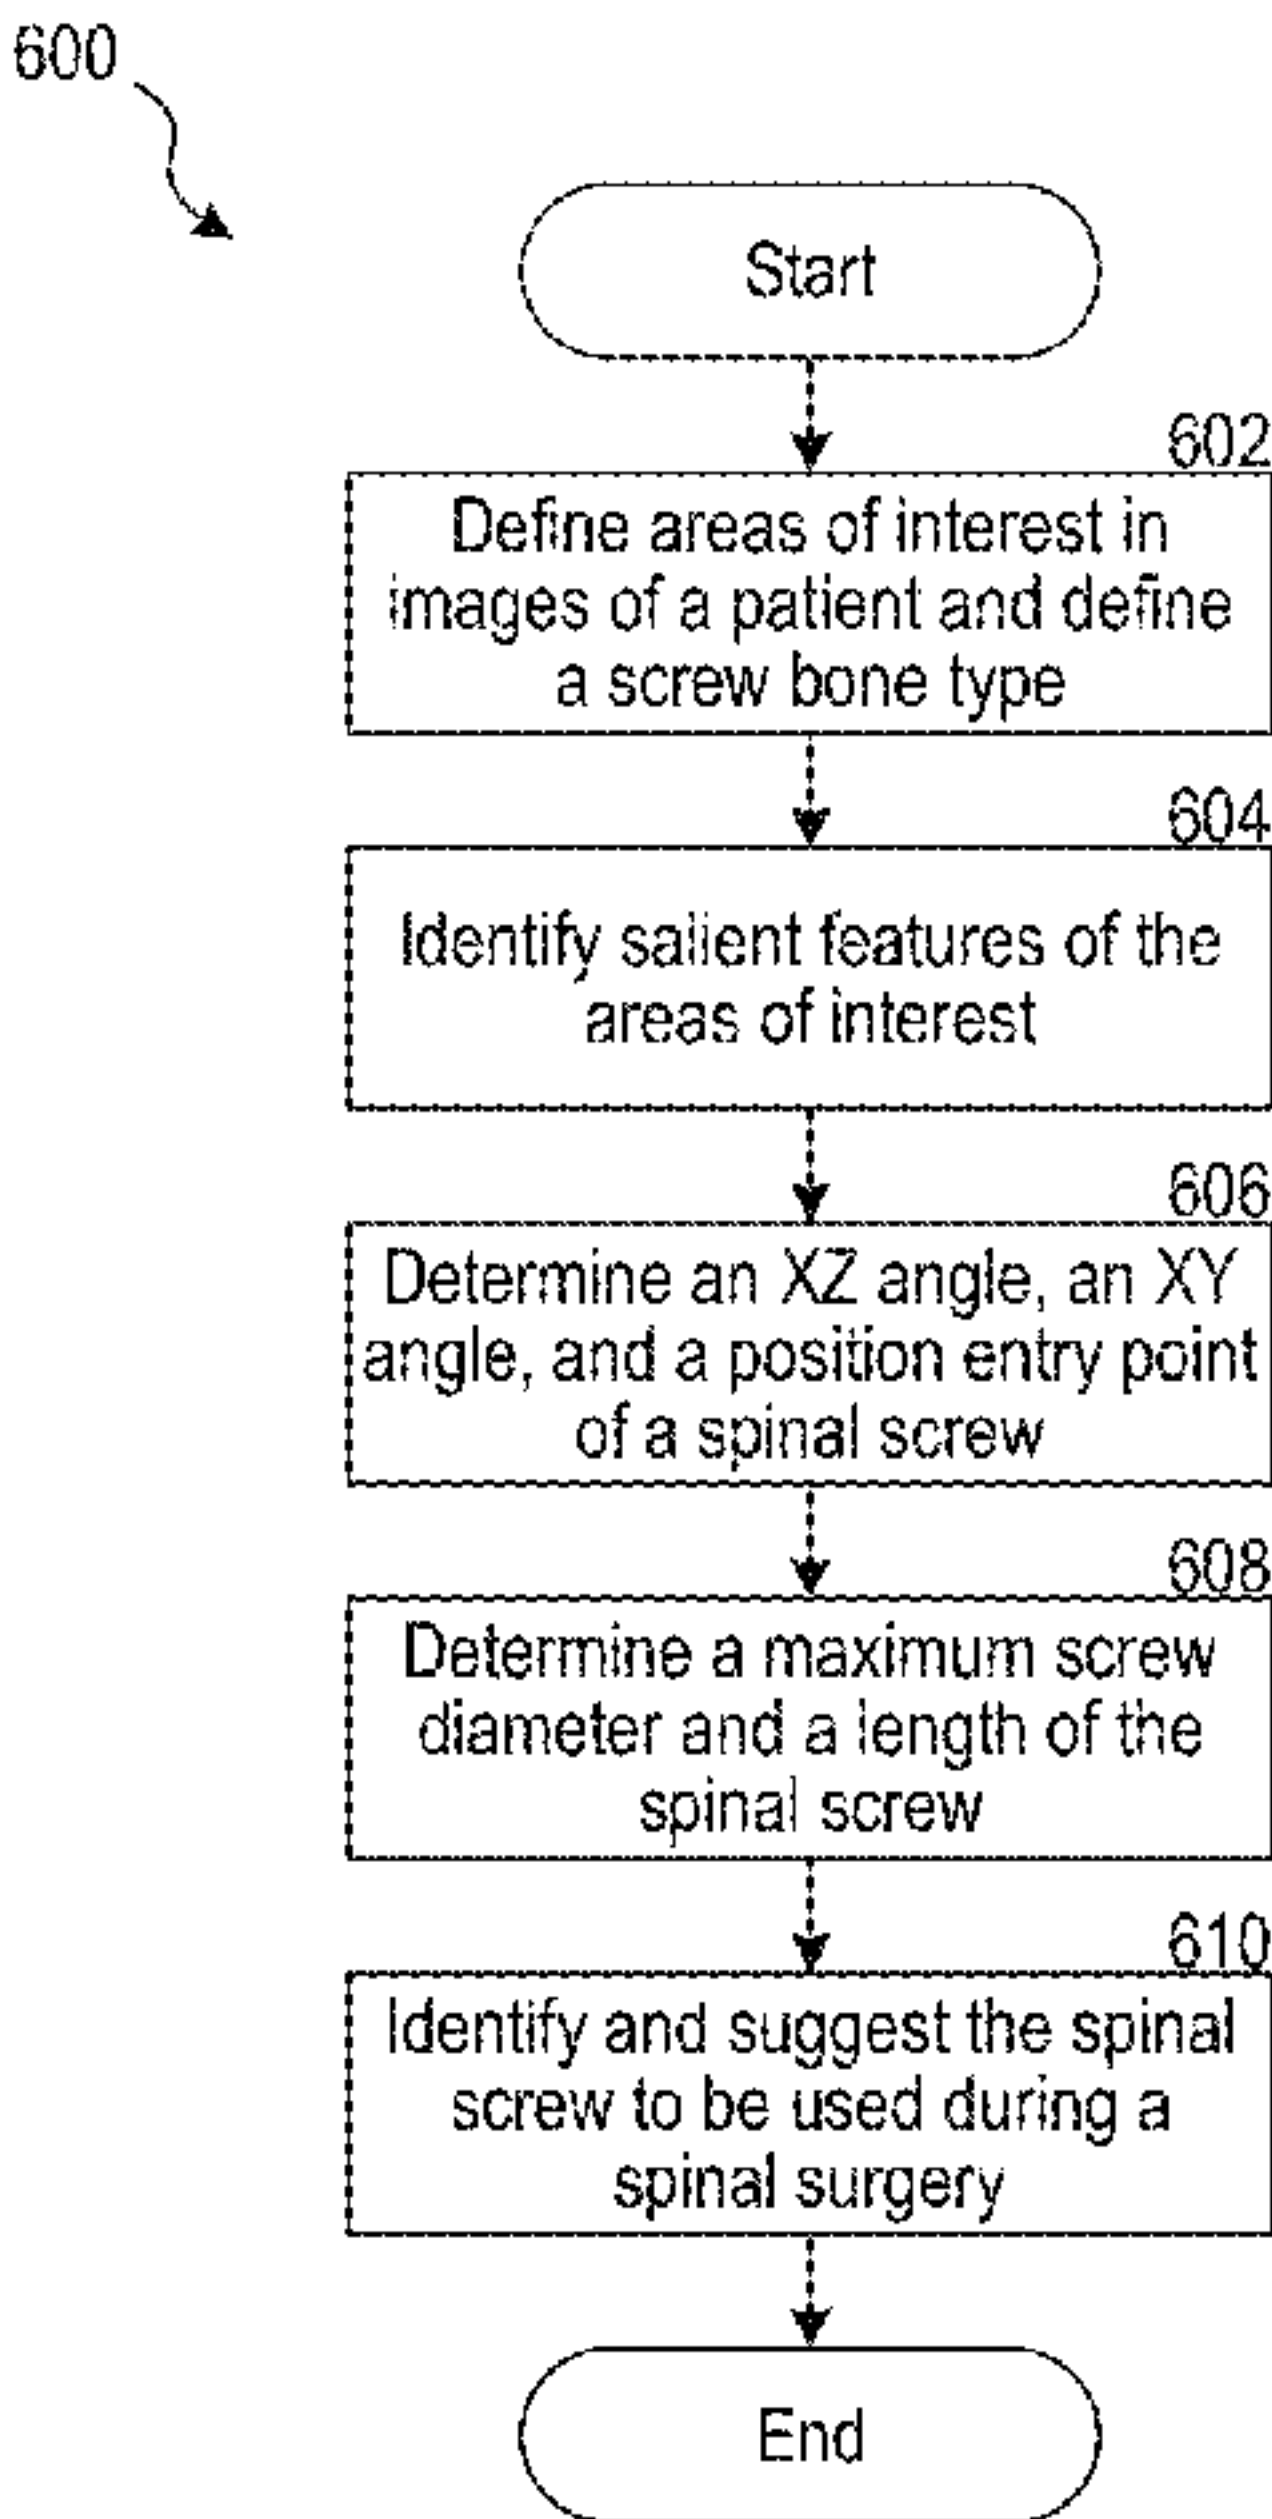 600
Start
602
Define areas of interest in
images of a patient and define
a screw bone type
604
Identify salient features of the
areas of interest
606
Determine an XZ angle, an XY
angle, and a position entry point
of a spinal screw
608
Determine a maximum screw
diameter and a length of the
spinal screw
610
Identify and suggest the spinal
screw to be used during a
spinal surgery
End